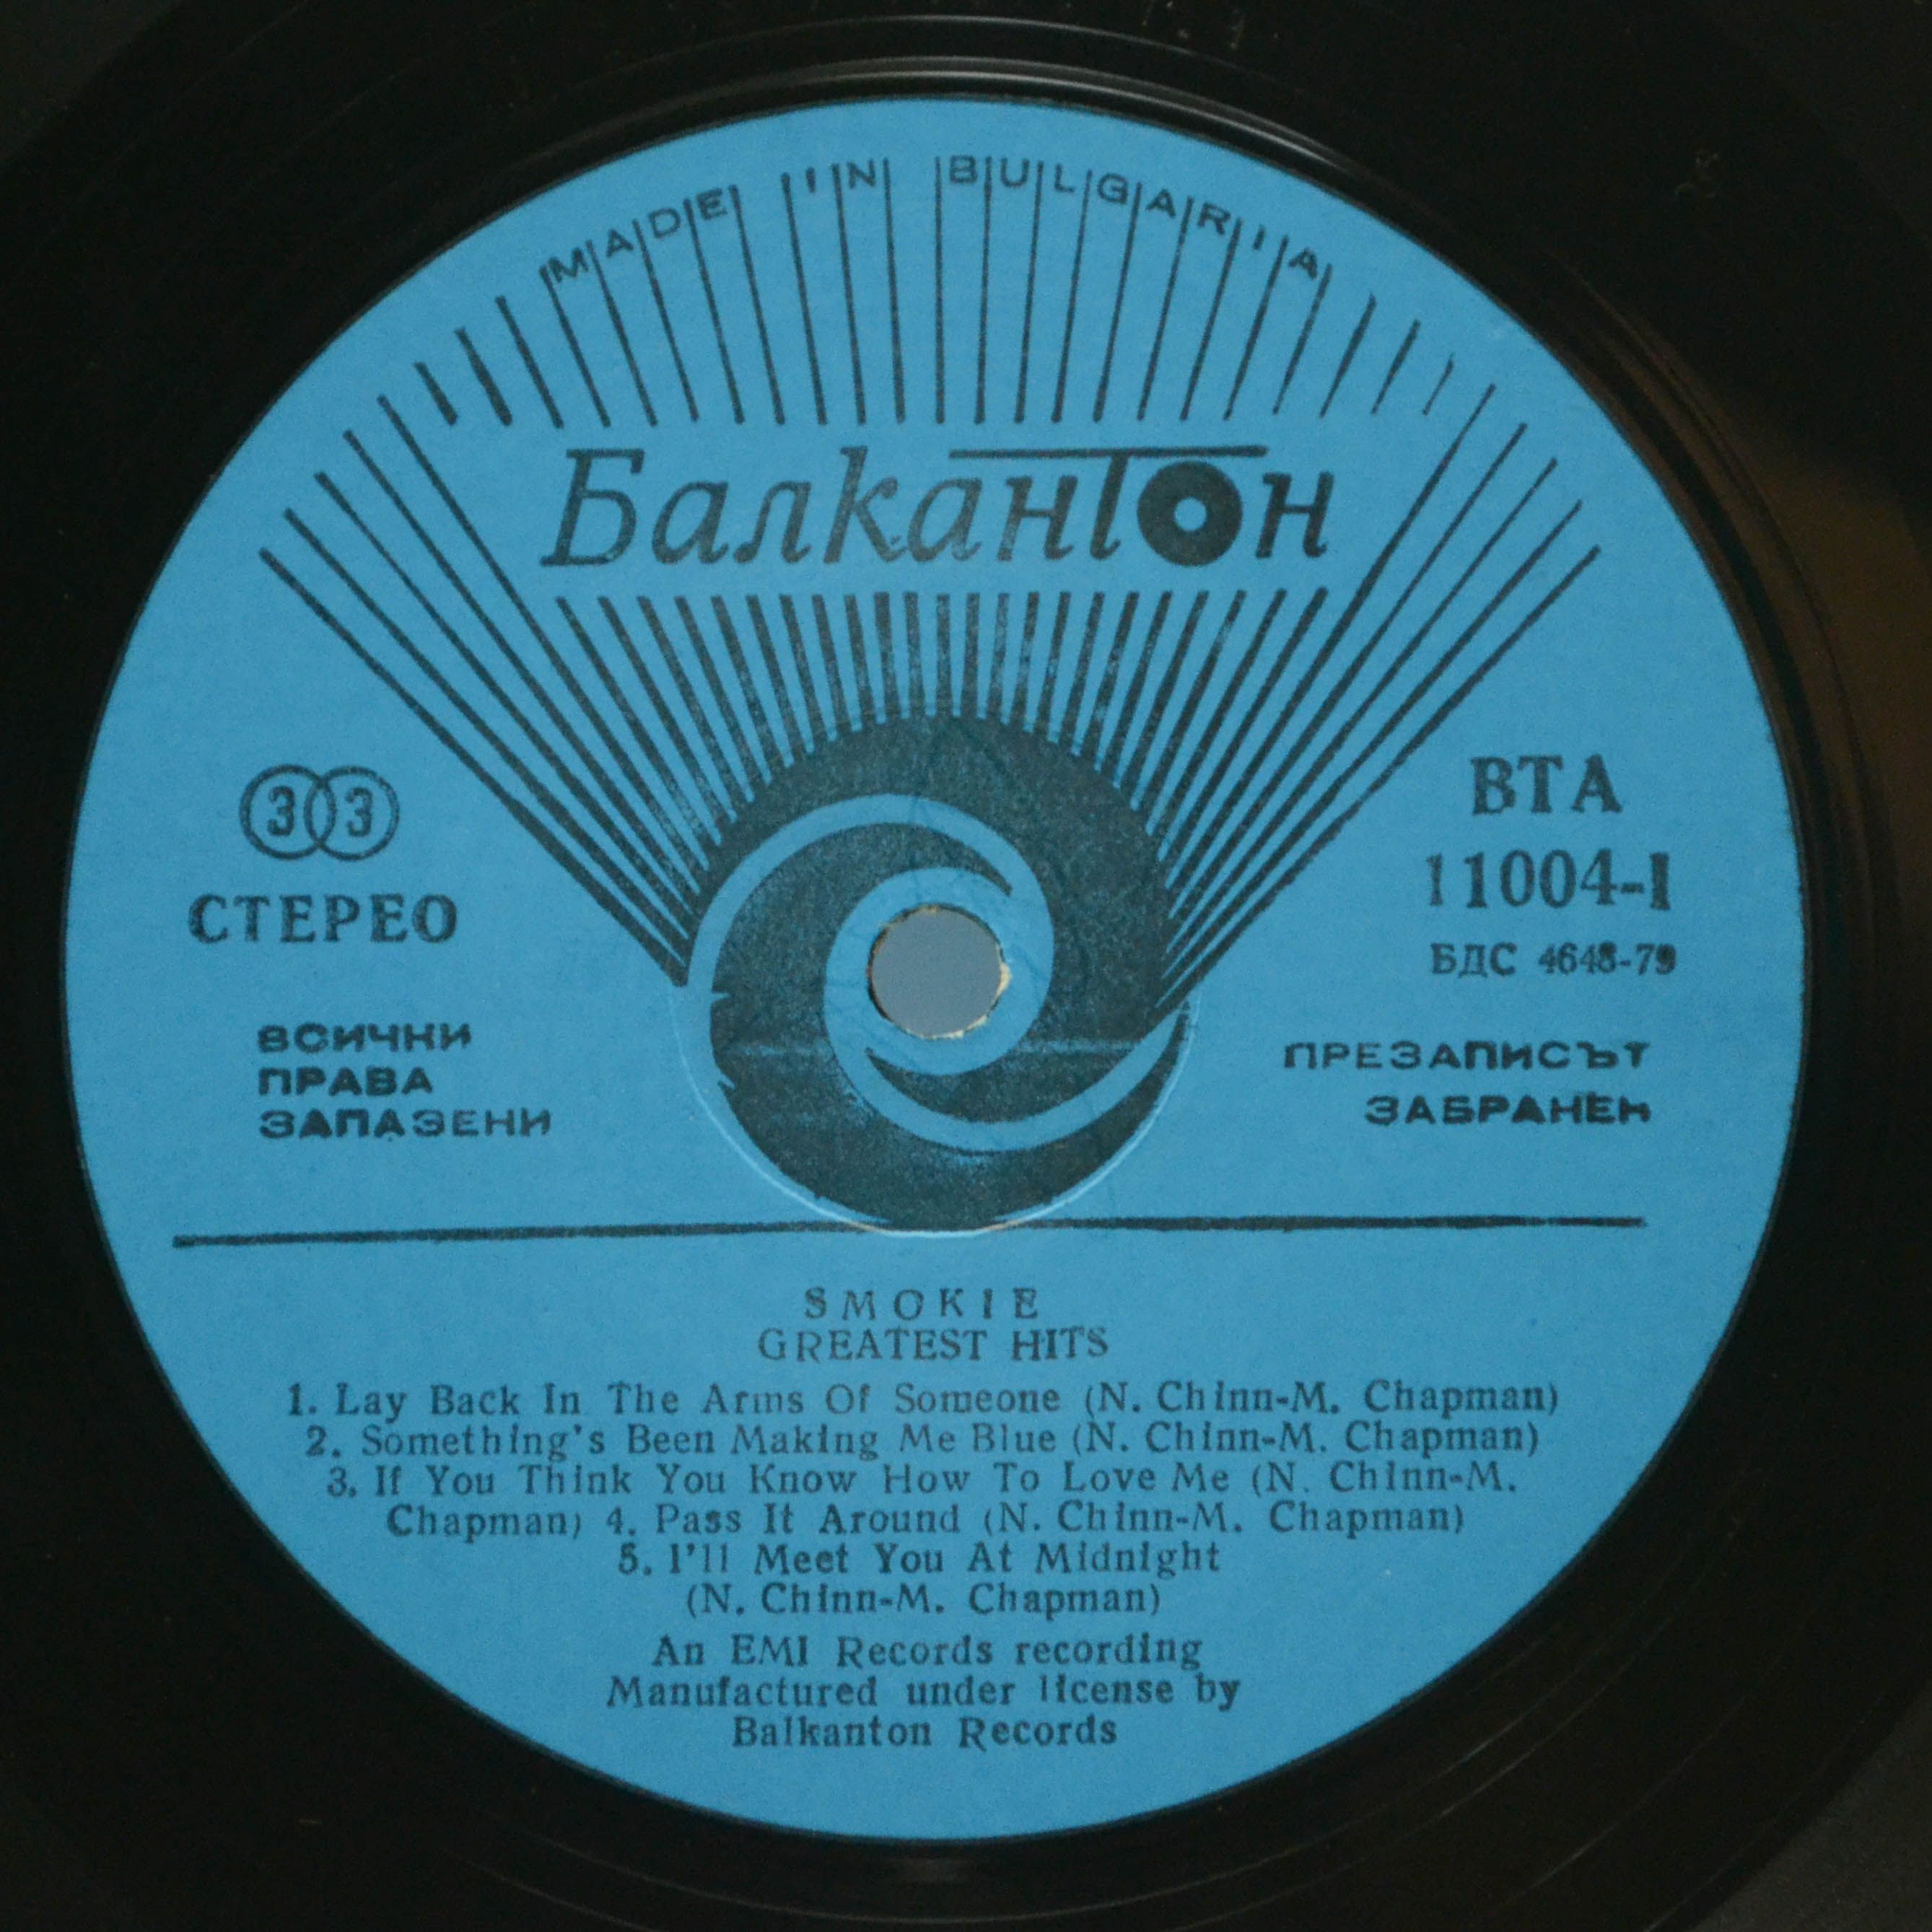 MADE IN BULGARIA
Балкантон
33
СТЕРЕО
ВТА
11004-I
БДС 4648-79
ВСИЧКИ
ПРАВА
ЗАПАЗЕНИ
ПРЕЗАПИСЪТ
ЗАБРАНЕН
SMOKIE
GREATEST HITS
1. Lay Back In The Arms Of Someone (N. Chinn-M. Chapman)
2. Something's Been Making Me Blue (N. Chinn-M. Chapman)
3. If You Think You Know How To Love Me (N. Chinn-M.
Chapman) 4. Pass It Around (N. Chinn-M. Chapman)
5. I'll Meet You At Midnight
(N. Chinn-M. Chapman)
An EMI Records recording
Manufactured under license by
Balkanton Records